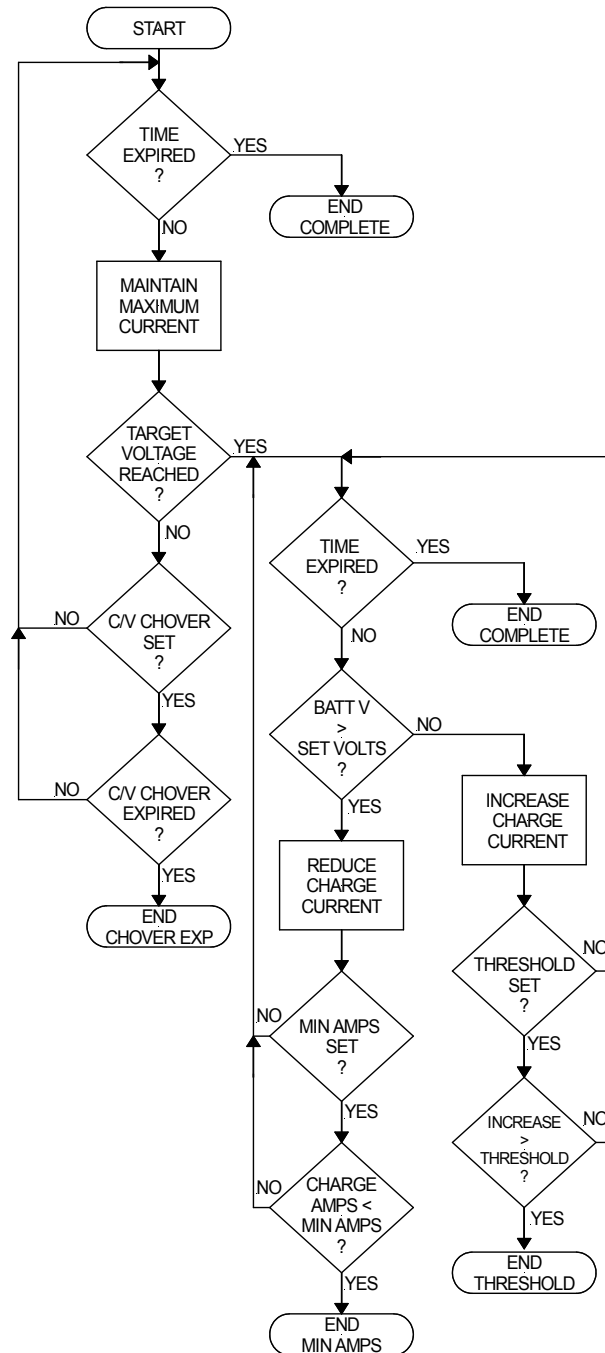 START
TIME
EXPIRED
?
YES
END
COMPLETE
NO
MAINTAIN
MAXIMUM
CURRENT
TARGET
VOLTAGE
REACHED
?
YES
NO
TIME
EXPIRED
?
YES
END
COMPLETE
NO
C/V CHOVER
SET
?
NO
YES
BATT V
>
SET VOLTS
?
NO
YES
C/V CHOVER
EXPIRED
?
NO
YES
END
CHOVER EXP
INCREASE
CHARGE
CURRENT
REDUCE
CHARGE
CURRENT
THRESHOLD
SET
?
NO
YES
MIN AMPS
SET
?
NO
YES
INCREASE
>
THRESHOLD
?
NO
YES
END
THRESHOLD
CHARGE
AMPS <
MIN AMPS
?
NO
YES
END
MIN AMPS